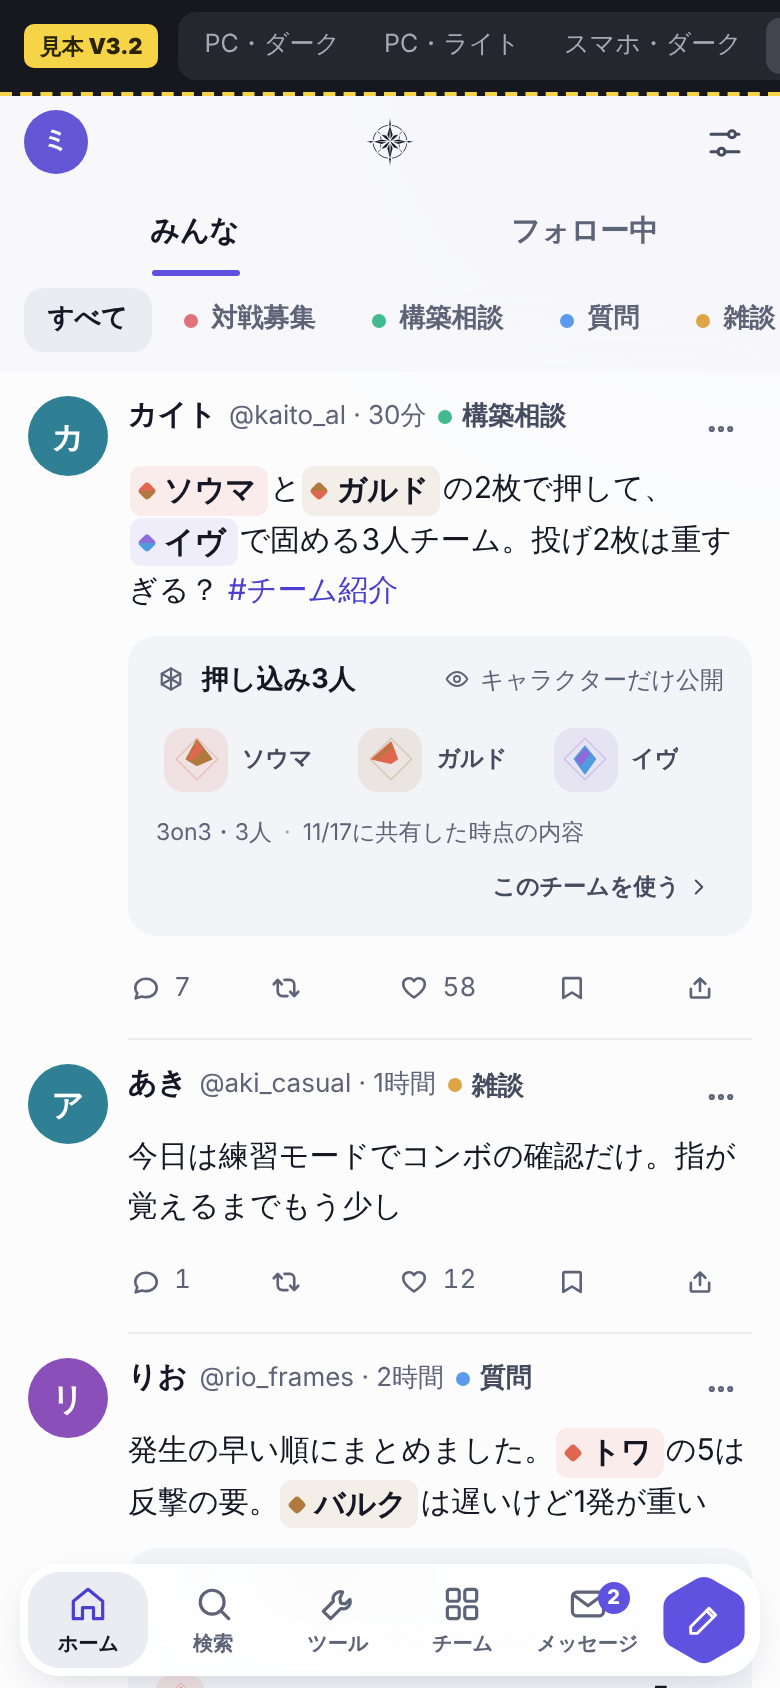 見本 V3.2
PC・ダーク
PC・ライト
スマホ・ダーク
ミ
みんな
フォロー中
すべて
対戦募集
構築相談
質問
雑談
カ
カイト @kaito_al · 30分 構築相談
ソウマ と ガルド の2枚で押して、
イヴ で固める3人チーム。投げ2枚は重す
ぎる? #チーム紹介
押し込み3人
キャラクターだけ公開
ソウマ
ガルド
イヴ
3on3・3人 · 11/17に共有した時点の内容
このチームを使う
7
58
ア
あき @aki_casual · 1時間 雑談
今日は練習モードでコンボの確認だけ。指が
覚えるまでもう少し
1
12
リ
りお @rio_frames · 2時間 質問
発生の早い順にまとめました。 トワ の5は
反撃の要。 バルク は遅いけど1発が重い
ホーム
検索
ツール
チーム
メッセージ
2